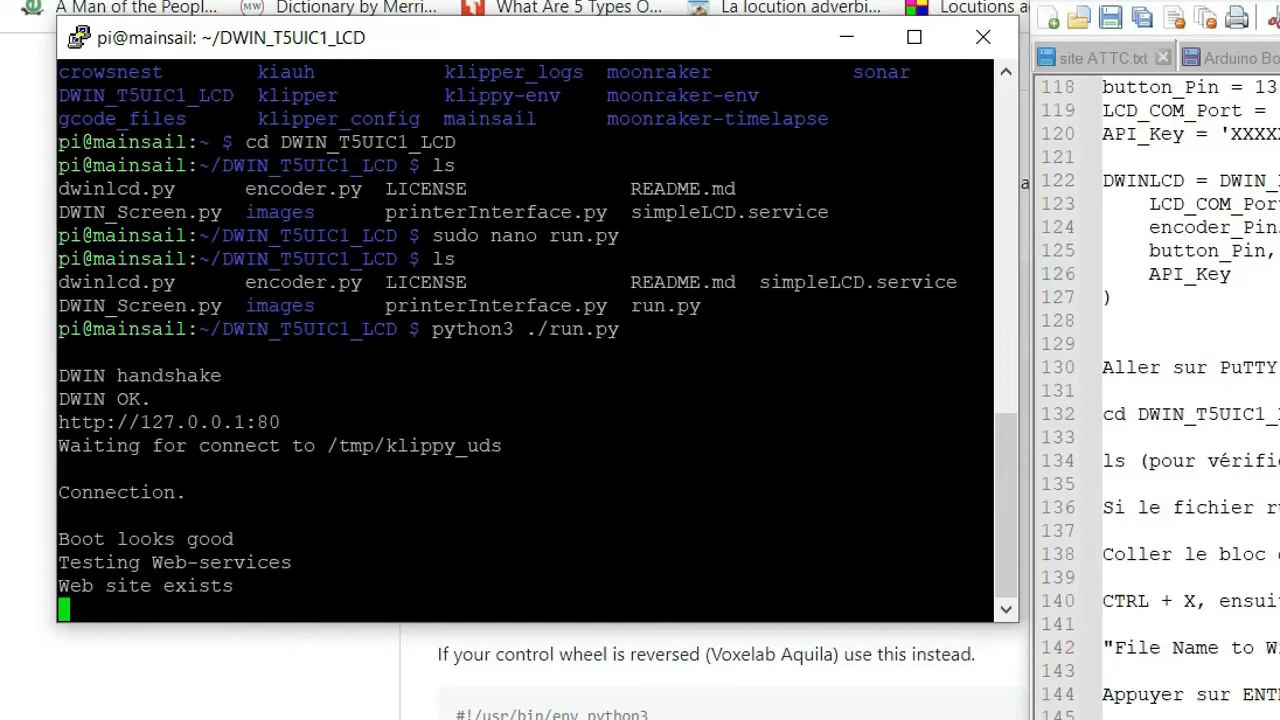 A Man of the Peopl...
Dictionary by Merri...
What Are 5 Types O...
La locution adverbi...
Locutions a
pi@mainsail: ~/DWIN_T5UIC1_LCD
crowsnest kiauh klipper_logs moonraker sonar
DWIN_T5UIC1_LCD klipper klippy-env moonraker-env
gcode_files klipper_config mainsail moonraker-timelapse
pi@mainsail:~ $ cd DWIN_T5UIC1_LCD
pi@mainsail:~/DWIN_T5UIC1_LCD $ ls
dwinlcd.py encoder.py LICENSE README.md
DWIN_Screen.py images printerInterface.py simpleLCD.service
pi@mainsail:~/DWIN_T5UIC1_LCD $ sudo nano run.py
pi@mainsail:~/DWIN_T5UIC1_LCD $ ls
dwinlcd.py encoder.py LICENSE README.md simpleLCD.service
DWIN_Screen.py images printerInterface.py run.py
pi@mainsail:~/DWIN_T5UIC1_LCD $ python3 ./run.py
DWIN handshake
DWIN OK.
http://127.0.0.1:80
Waiting for connect to /tmp/klippy_uds
Connection.
Boot looks good
Testing Web-services
Web site exists
If your control wheel is reversed (Voxelab Aquila) use this instead.
#!/usr/bin/env python3
site ATTC.txt
Arduino Bo
118 button_Pin = 13
119 LCD_COM_Port =
120 API_Key = 'XXXX
121
122 DWINLCD = DWIN_
123 LCD_COM_Port
124 encoder_Pin
125 button_Pin,
126 API_Key
127 )
128
129
130 Aller sur PuTTY
131
132 cd DWIN_T5UIC1_
133
134 ls (pour vérifi
135
136 Si le fichier ru
137
138 Coller le bloc
139
140 CTRL + X, ensui
141
142 "File Name to W
143
144 Appuyer sur ENT
145